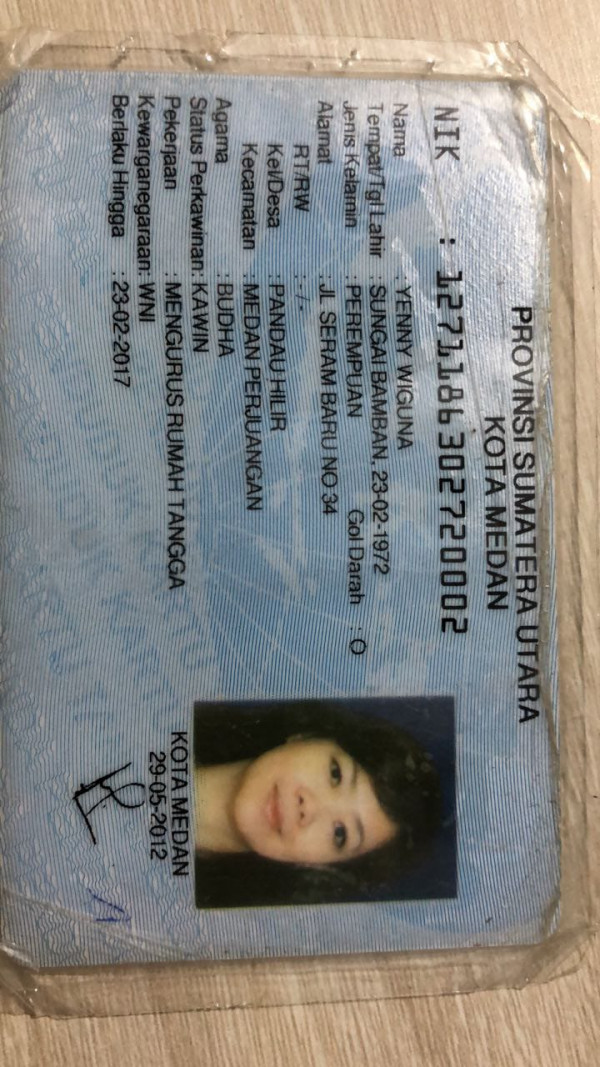 PROVINSI SUMATERA UTARA
KOTA MEDAN
NIK : 1271186302720002
Nama : YENNY WIGUNA
Tempat/Tgl Lahir : SUNGAI BAMBAN, 23-02-1972
Jenis Kelamin : PEREMPUAN Gol Darah : O
Alamat : JL SERAM BARU NO 34
RT/RW : - / -
Kel/Desa : PANDAU HILIR
Kecamatan : MEDAN PERJUANGAN
Agama : BUDHA
Status Perkawinan: KAWIN
Pekerjaan : MENGURUS RUMAH TANGGA
Kewarganegaraan: WNI
Berlaku Hingga : 23-02-2017
KOTA MEDAN
29-05-2012